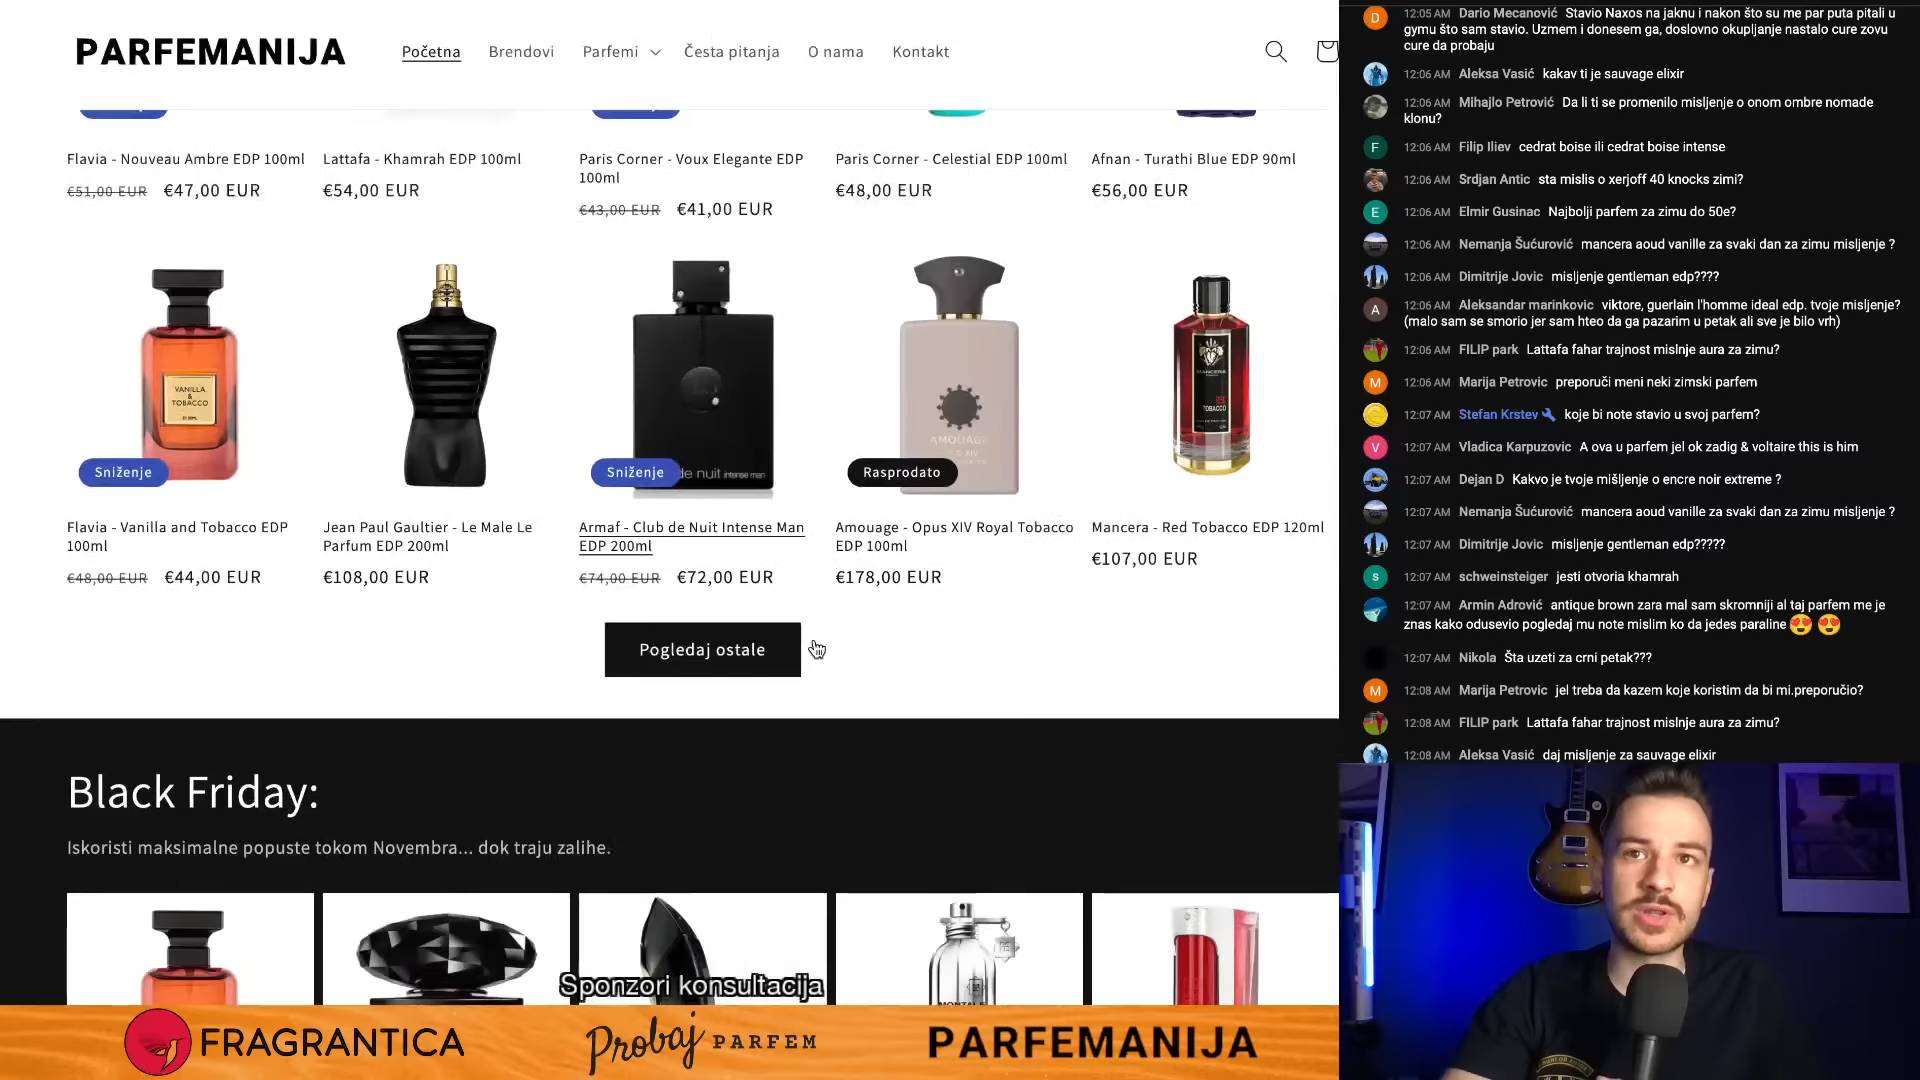 PARFEMANIJA
Početna
Brendovi
Parfemi
Česta pitanja
O nama
Kontakt
Flavia - Nouveau Ambre EDP 100ml
€51,00 EUR €47,00 EUR
Lattafa - Khamrah EDP 100ml
€54,00 EUR
Paris Corner - Voux Elegante EDP
100ml
€43,00 EUR €41,00 EUR
Paris Corner - Celestial EDP 100ml
€48,00 EUR
Afnan - Turathi Blue EDP 90ml
€56,00 EUR
VANILLA
&
TOBACCO
Sniženje
Flavia - Vanilla and Tobacco EDP
100ml
€48,00 EUR €44,00 EUR
Jean Paul Gaultier - Le Male Le
Parfum EDP 200ml
€108,00 EUR
Sniženje
de nuit intense man
Armaf - Club de Nuit Intense Man
EDP 200ml
€74,00 EUR €72,00 EUR
AMOUAGE
Rasprodato
Amouage - Opus XIV Royal Tobacco
EDP 100ml
€178,00 EUR
MANCERA
RED
TOBACCO
Mancera - Red Tobacco EDP 120ml
€107,00 EUR
Pogledaj ostale
Black Friday:
Iskoristi maksimalne popuste tokom Novembra... dok traju zalihe.
MONTALE
Sponzori konsultacija
FRAGRANTICA
Probaj PARFEM
PARFEMANIJA
D 12:05 AM Dario Mecanović Stavio Naxos na jaknu i nakon što su me par puta pitali u
gymu što sam stavio. Uzmem i donesem ga, doslovno okupljanje nastalo cure zovu
cure da probaju
12:06 AM Aleksa Vasić kakav ti je sauvage elixir
12:06 AM Mihajlo Petrović Da li ti se promenilo misljenje o onom ombre nomade
klonu?
F 12:06 AM Filip Iliev cedrat boise ili cedrat boise intense
12:06 AM Srdjan Antic sta mislis o xerjoff 40 knocks zimi?
E 12:06 AM Elmir Gusinac Najbolji parfem za zimu do 50e?
12:06 AM Nemanja Šućurović mancera aoud vanille za svaki dan za zimu misljenje ?
12:06 AM Dimitrije Jovic misljenje gentleman edp????
A 12:06 AM Aleksandar marinkovic viktore, guerlain l'homme ideal edp. tvoje misljenje?
(malo sam se smorio jer sam hteo da ga pazarim u petak ali sve je bilo vrh)
12:06 AM FILIP park Lattafa fahar trajnost mislnje aura za zimu?
M 12:06 AM Marija Petrovic preporuči meni neki zimski parfem
12:07 AM Stefan Krstev koje bi note stavio u svoj parfem?
V 12:07 AM Vladica Karpuzovic A ova u parfem jel ok zadig & voltaire this is him
12:07 AM Dejan D Kakvo je tvoje mišljenje o encre noir extreme ?
12:07 AM Nemanja Šućurović mancera aoud vanille za svaki dan za zimu misljenje ?
12:07 AM Dimitrije Jovic misljenje gentleman edp?????
s 12:07 AM schweinsteiger jesti otvoria khamrah
12:07 AM Armin Adrović antique brown zara mal sam skromniji al taj parfem me je
znas kako odusevio pogledaj mu note mislim ko da jedes paraline 😍 😍
12:07 AM Nikola Šta uzeti za crni petak???
M 12:08 AM Marija Petrovic jel treba da kazem koje koristim da bi mi.preporučio?
12:08 AM FILIP park Lattafa fahar trajnost mislnje aura za zimu?
12:08 AM Aleksa Vasić daj misljenje za sauvage elixir